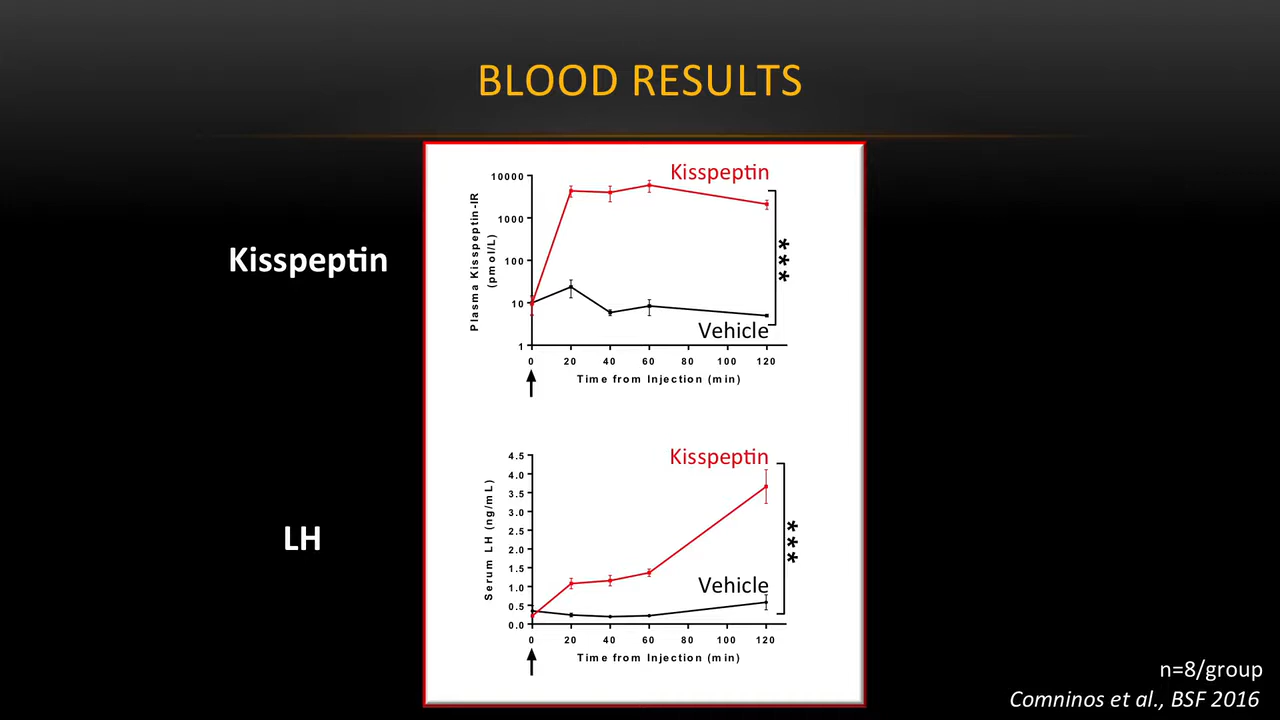 BLOOD RESULTS
Kisspeptin
Kisspeptin
10000
1000
100
10
1
Plasma Kisspeptin-IR
(pmol/L)
***
Vehicle
0 20 40 60 80 100 120
Time from Injection (min)
LH
Kisspeptin
4.5
4.0
3.5
3.0
2.5
2.0
1.5
1.0
0.5
0.0
Serum LH (ng/mL)
***
Vehicle
0 20 40 60 80 100 120
Time from Injection (min)
n=8/group
Comninos et al., BSF 2016